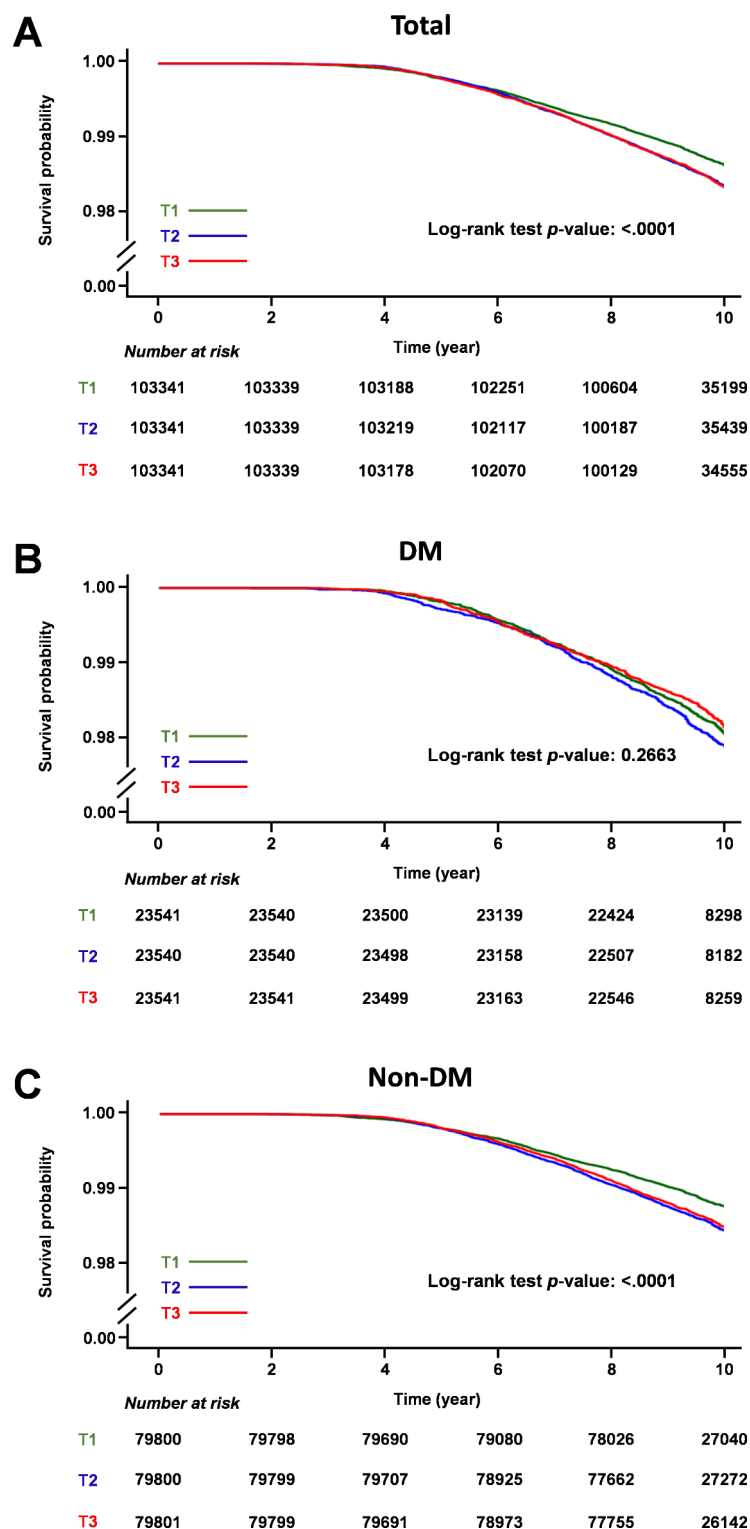 A
Total
1.00
0.99
0.98
0.00
Survival probability
T1
T2
T3
Log-rank test p-value: <.0001
0 2 4 6 8 10
Time (year)
Number at risk
T1 103341 103339 103188 102251 100604 35199
T2 103341 103339 103219 102117 100187 35439
T3 103341 103339 103178 102070 100129 34555
B
DM
1.00
0.99
0.98
0.00
Survival probability
T1
T2
T3
Log-rank test p-value: 0.2663
0 2 4 6 8 10
Time (year)
Number at risk
T1 23541 23540 23500 23139 22424 8298
T2 23540 23540 23498 23158 22507 8182
T3 23541 23541 23499 23163 22546 8259
C
Non-DM
1.00
0.99
0.98
0.00
Survival probability
T1
T2
T3
Log-rank test p-value: <.0001
0 2 4 6 8 10
Time (year)
Number at risk
T1 79800 79798 79690 79080 78026 27040
T2 79800 79799 79707 78925 77662 27272
T3 79801 79799 79691 78973 77755 26142